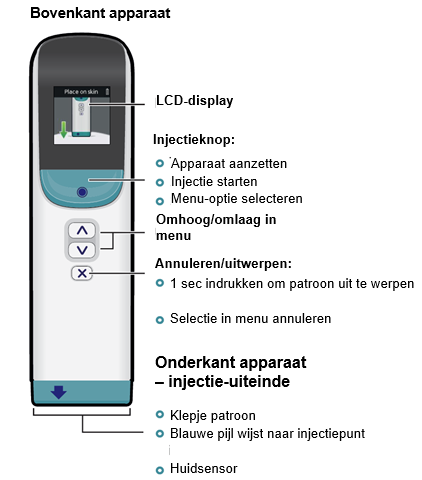 Bovenkant apparaat
Place on skin
LCD-display
Injectieknop:
Apparaat aanzetten
Injectie starten
Menu-optie selecteren
Omhoog/omlaag in
menu
Annuleren/uitwerpen:
1 sec indrukken om patroon uit te werpen
Selectie in menu annuleren
Onderkant apparaat
– injectie-uiteinde
Klepje patroon
Blauwe pijl wijst naar injectiepunt
Huidsensor